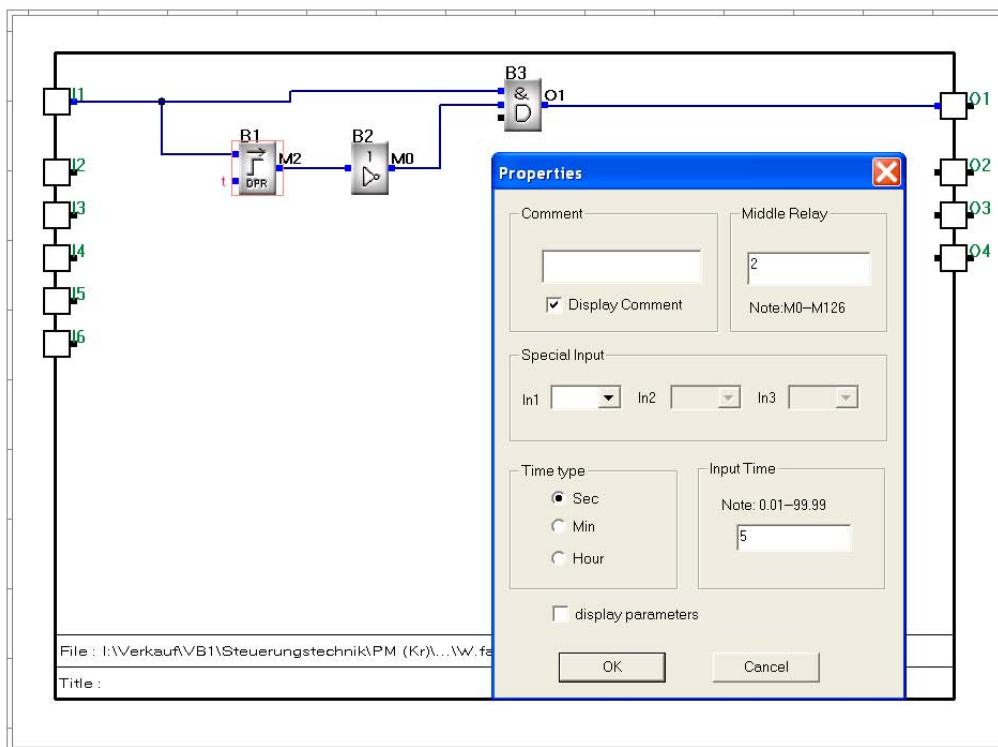 I1
I2
I3
I4
I5
I6
B1
DPR
t
M2
B2
1
M0
B3
&
D
O1
O1
O2
O3
O4
Properties
Comment
Display Comment
Middle Relay
2
Note:M0-M126
Special Input
In1
In2
In3
Time type
Sec
Min
Hour
Input Time
Note: 0.01-99.99
5
display parameters
OK
Cancel
File : I:\Verkauf\VB1\Steuerungstechnik\PM (Kr)\...\W.fa
Title :